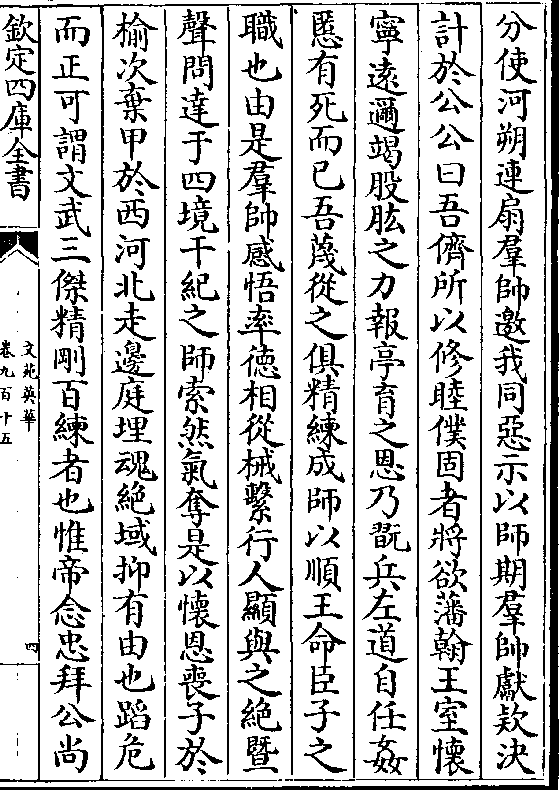 分使河朔連扇羣帥邀我同惡示以師期羣帥獻欵決
計於公公曰吾儕所以修睦僕固者將欲藩翰王室懷
寧遠邇竭股肱之力報亭育之恩乃翫兵左道自任姦
慝有死而已吾蔑從之俱精練成師以順王命臣子之
職也由是羣帥感悟率徳相從械繫行人顯與之絶暨
聲問達于四境干紀之師索然氣奪是以懷恩喪子於
榆次棄甲於西河北走邊庭埋魂絶域抑有由也蹈危
而正可謂文武三傑精剛百練者也惟帝念忠拜公尚
欽定四庫全書
文苑英華
卷九百十五
四